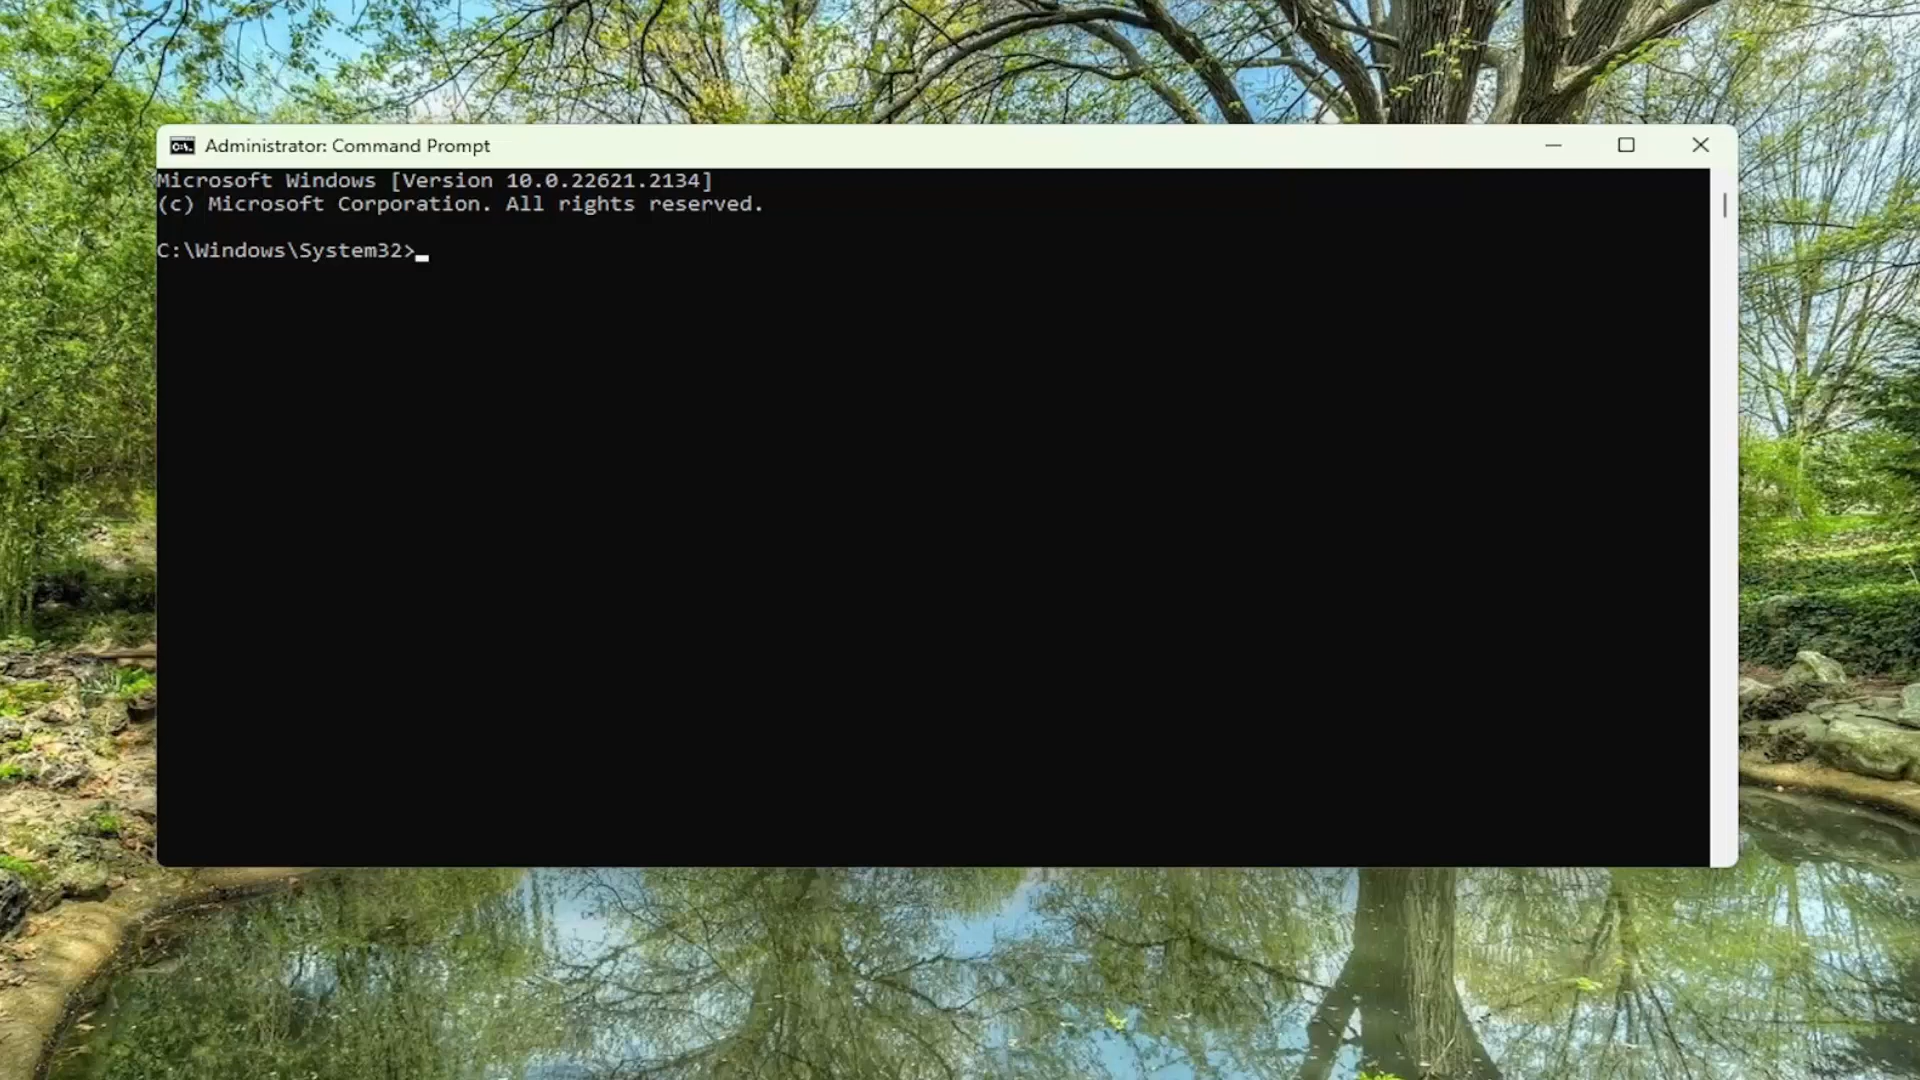 Administrator: Command Prompt
Microsoft Windows [Version 10.0.22621.2134]
(c) Microsoft Corporation. All rights reserved.
C:\Windows\System32>